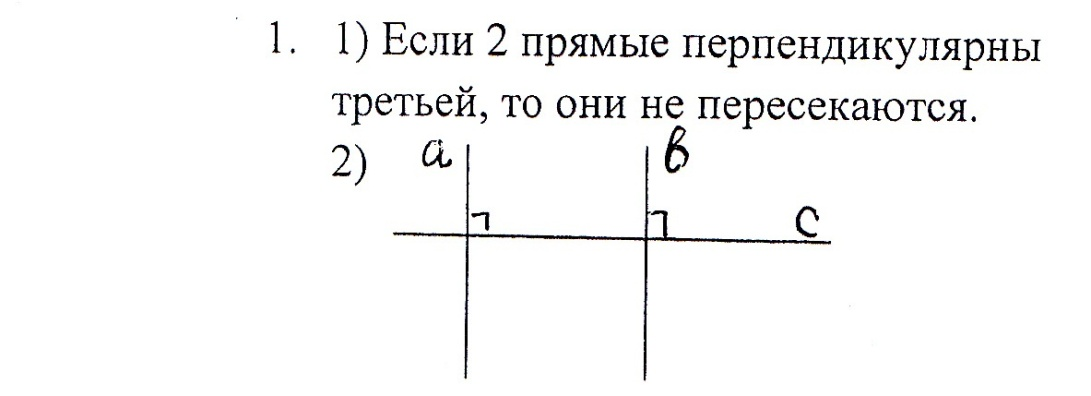 1. 1) Если 2 прямые перпендикулярны
третьей, то они не пересекаются.
2) a b
c